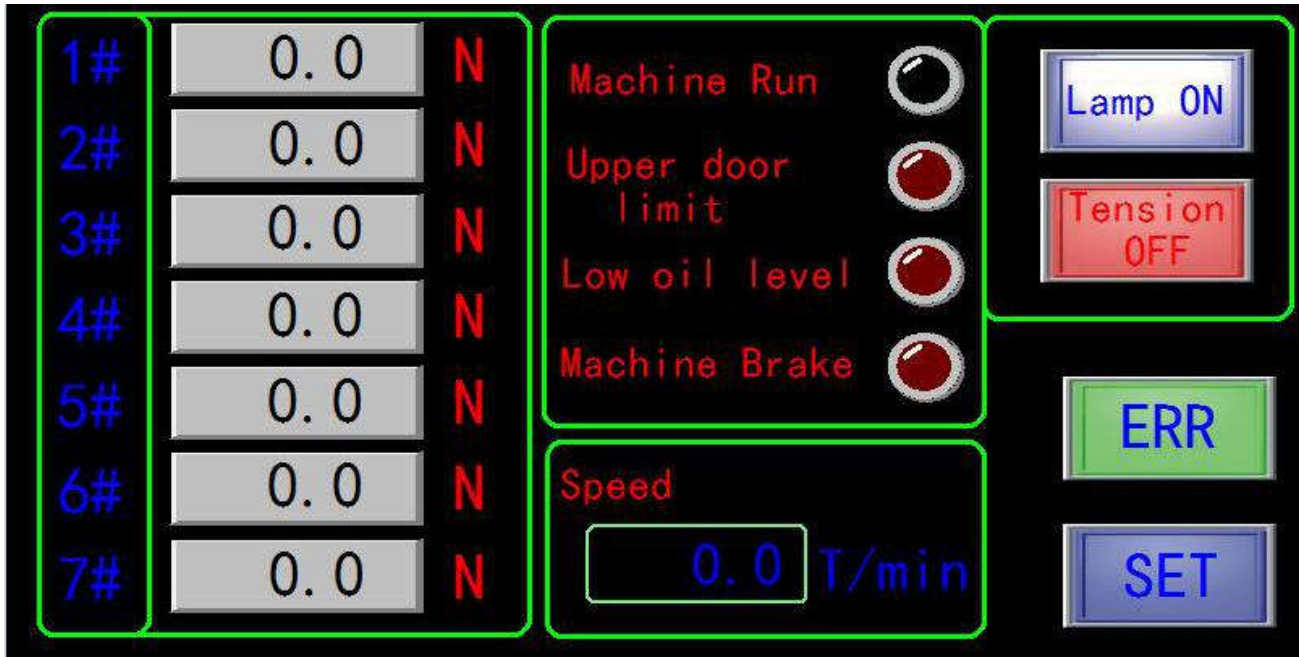 1# 0.0 N
2# 0.0 N
3# 0.0 N
4# 0.0 N
5# 0.0 N
6# 0.0 N
7# 0.0 N
Machine Run
Upper door
limit
Low oil level
Machine Brake
Speed
0.0 T/min
Lamp ON
Tension
OFF
ERR
SET